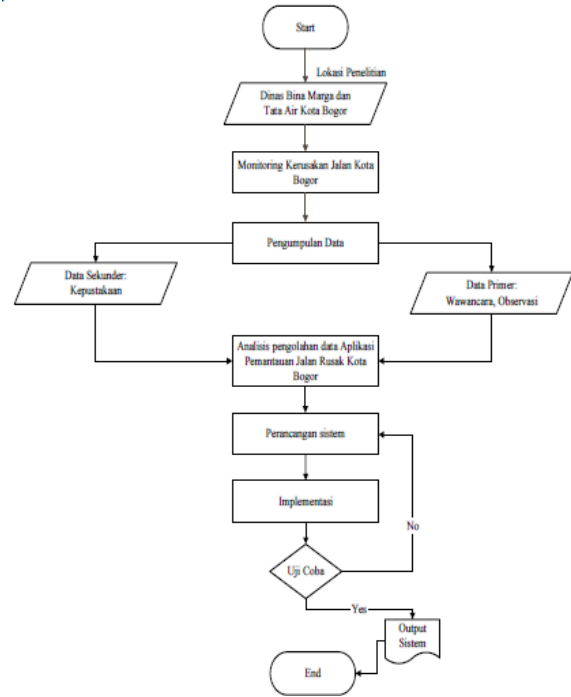 Start
Lokasi Penelitian
Dinas Bina Marga dan
Tata Air Kota Bogor
Monitoring Kerusakan Jalan Kota
Bogor
Pengumpulan Data
Data Sekunder:
Kepustakaan
Data Primer:
Wawancara, Observasi
Analisis pengolahan data Aplikasi
Pemantauan Jalan Rusak Kota
Bogor
Perancangan sistem
Implementasi
No
Uji Coba
Yes
Output
Sistem
End